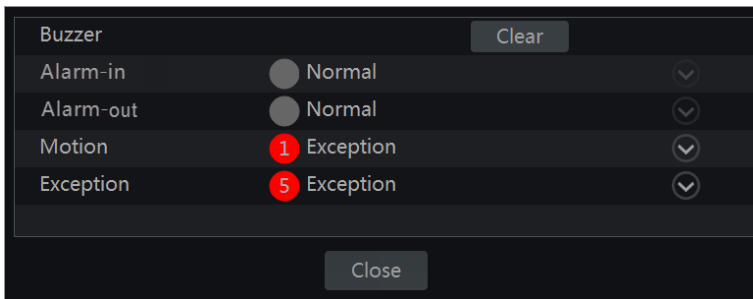 Buzzer Clear
Alarm-in Normal
Alarm-out Normal
Motion 1 Exception
Exception 5 Exception
Close